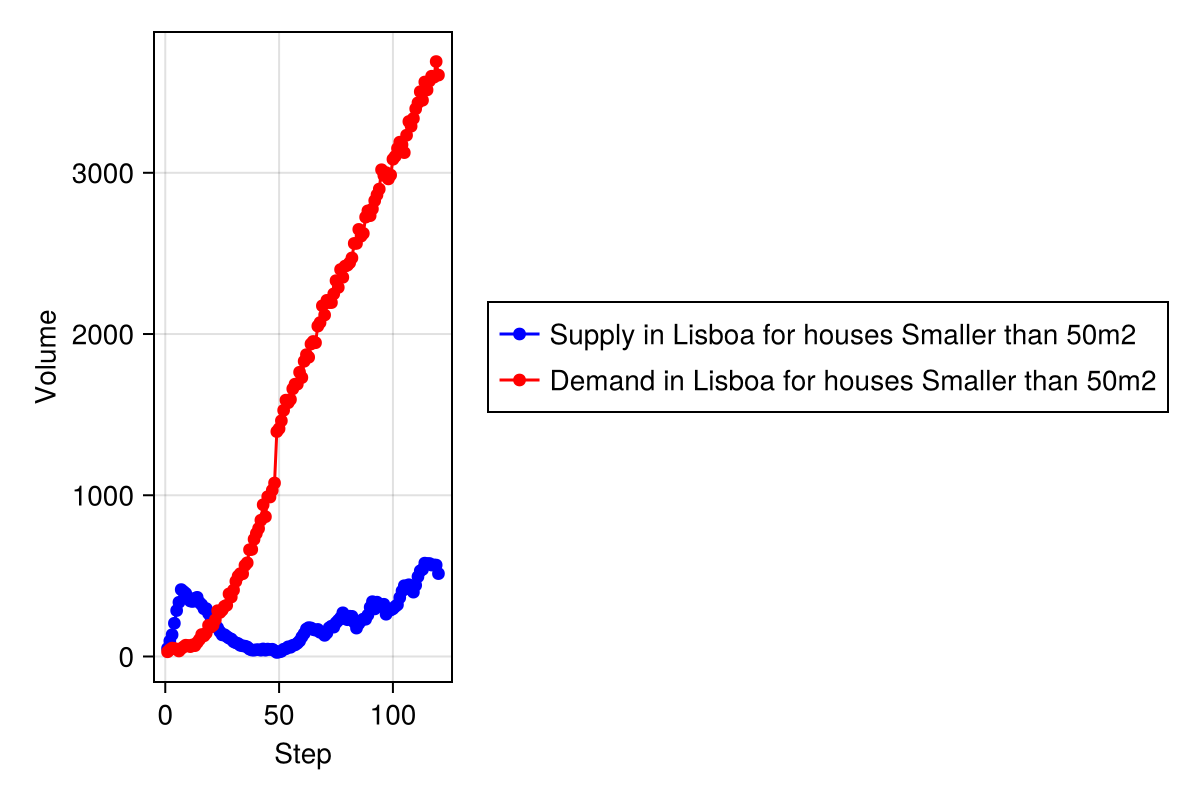 3000
2000
1000
0
Volume
0 50 100
Step
Supply in Lisboa for houses Smaller than 50m2
Demand in Lisboa for houses Smaller than 50m2